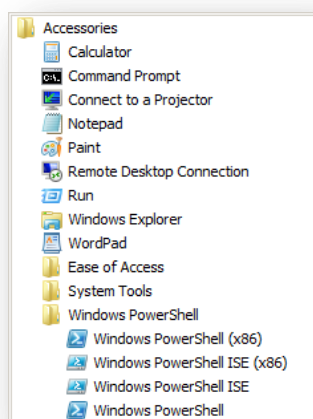 Accessories
Calculator
Command Prompt
Connect to a Projector
Notepad
Paint
Remote Desktop Connection
Run
Windows Explorer
WordPad
Ease of Access
System Tools
Windows PowerShell
Windows PowerShell (x86)
Windows PowerShell ISE (x86)
Windows PowerShell ISE
Windows PowerShell